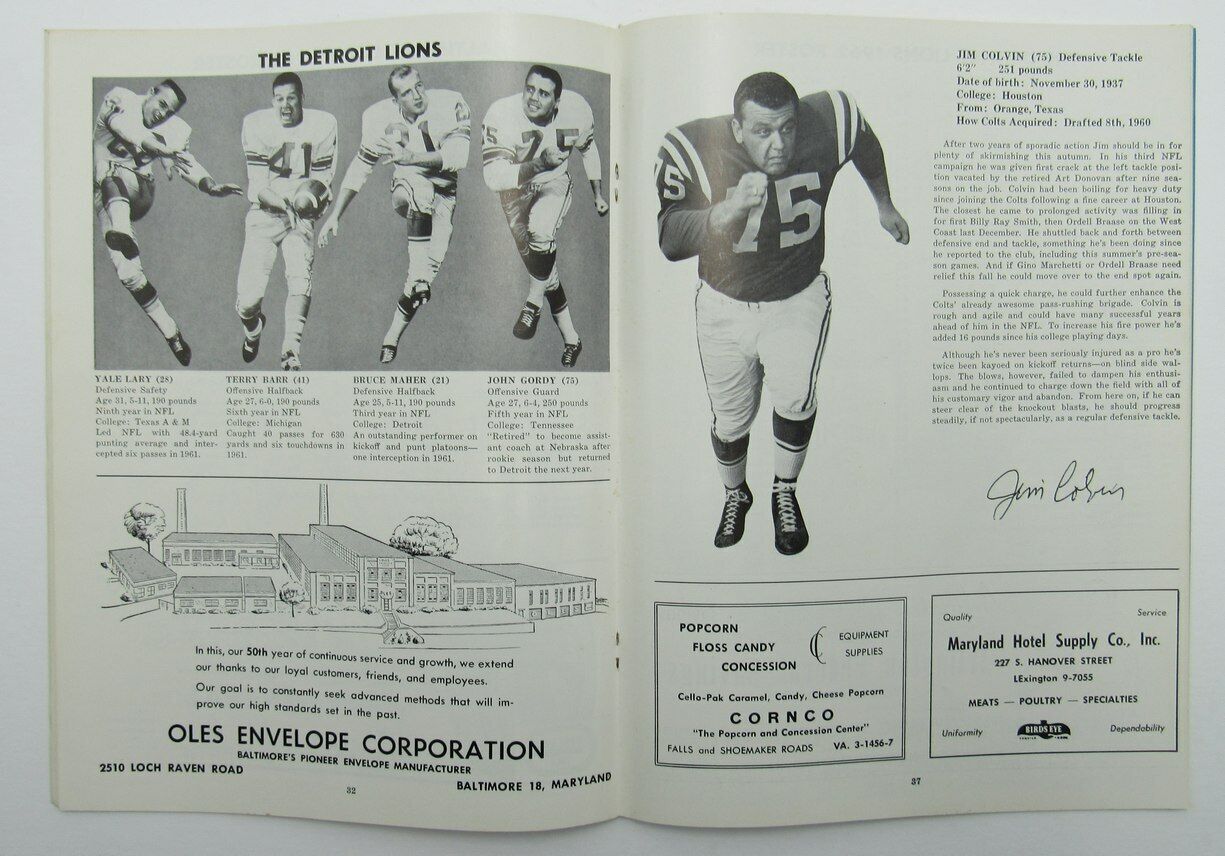 THE DETROIT LIONS
41
21
75
YALE LARY (28)
Defensive Safety
Age 31, 5-11, 190 pounds
Ninth year in NFL
College: Texas A & M
Led NFL with 48.4-yard
punting average and inter-
cepted six passes in 1961.
TERRY BARR (41)
Offensive Halfback
Age 27, 6-0, 190 pounds
Sixth year in NFL
College: Michigan
Caught 40 passes for 630
yards and six touchdowns in
1961.
BRUCE MAHER (21)
Defensive Halfback
Age 25, 5-11, 190 pounds
Third year in NFL
College: Detroit
An outstanding performer on
kickoff and punt platoons—
one interception in 1961.
JOHN GORDY (75)
Offensive Guard
Age 27, 6-4, 250 pounds
Fifth year in NFL
College: Tennessee
"Retired" to become assist-
ant coach at Nebraska after
rookie season but returned
to Detroit the next year.
In this, our 50th year of continuous service and growth, we extend
our thanks to our loyal customers, friends, and employees.
Our goal is to constantly seek advanced methods that will im-
prove our high standards set in the past.
OLES ENVELOPE CORPORATION
BALTIMORE'S PIONEER ENVELOPE MANUFACTURER
2510 LOCH RAVEN ROAD
BALTIMORE 18, MARYLAND
32
75
75
JIM COLVIN (75) Defensive Tackle
6'2" 251 pounds
Date of birth: November 30, 1937
College: Houston
From: Orange, Texas
How Colts Acquired: Drafted 8th, 1960
After two years of sporadic action Jim should be in for
plenty of skirmishing this autumn. In his third NFL
campaign he was given first crack at the left tackle posi-
tion vacated by the retired Art Donovan after nine sea-
sons on the job. Colvin had been boiling for heavy duty
since joining the Colts following a fine career at Houston.
The closest he came to prolonged activity was filling in
for first Billy Ray Smith, then Ordell Braase on the West
Coast last December. He shuttled back and forth between
defensive end and tackle, something he's been doing since
he reported to the club, including this summer's pre-sea-
son games. And if Gino Marchetti or Ordell Braase need
relief this fall he could move over to the end spot again.
Possessing a quick charge, he could further enhance the
Colts' already awesome pass-rushing brigade. Colvin is
rough and agile and could have many successful years
ahead of him in the NFL. To increase his fire power he's
added 16 pounds since his college playing days.
Although he's never been seriously injured as a pro he's
twice been kayoed on kickoff returns—on blind side wal-
lops. The blows, however, failed to dampen his enthusi-
asm and he continued to charge down the field with all of
his customary vigor and abandon. From here on, if he can
steer clear of the knockout blasts, he should progress
steadily, if not spectacularly, as a regular defensive tackle.
Jim Colvin
POPCORN
FLOSS CANDY
CONCESSION
EQUIPMENT
SUPPLIES
Cello-Pak Caramel, Candy, Cheese Popcorn
CORNCO
"The Popcorn and Concession Center"
FALLS and SHOEMAKER ROADS VA. 3-1456-7
Quality Service
Maryland Hotel Supply Co., Inc.
227 S. HANOVER STREET
LExington 9-7055
MEATS — POULTRY — SPECIALTIES
Uniformity BIRDS EYE Dependability
37